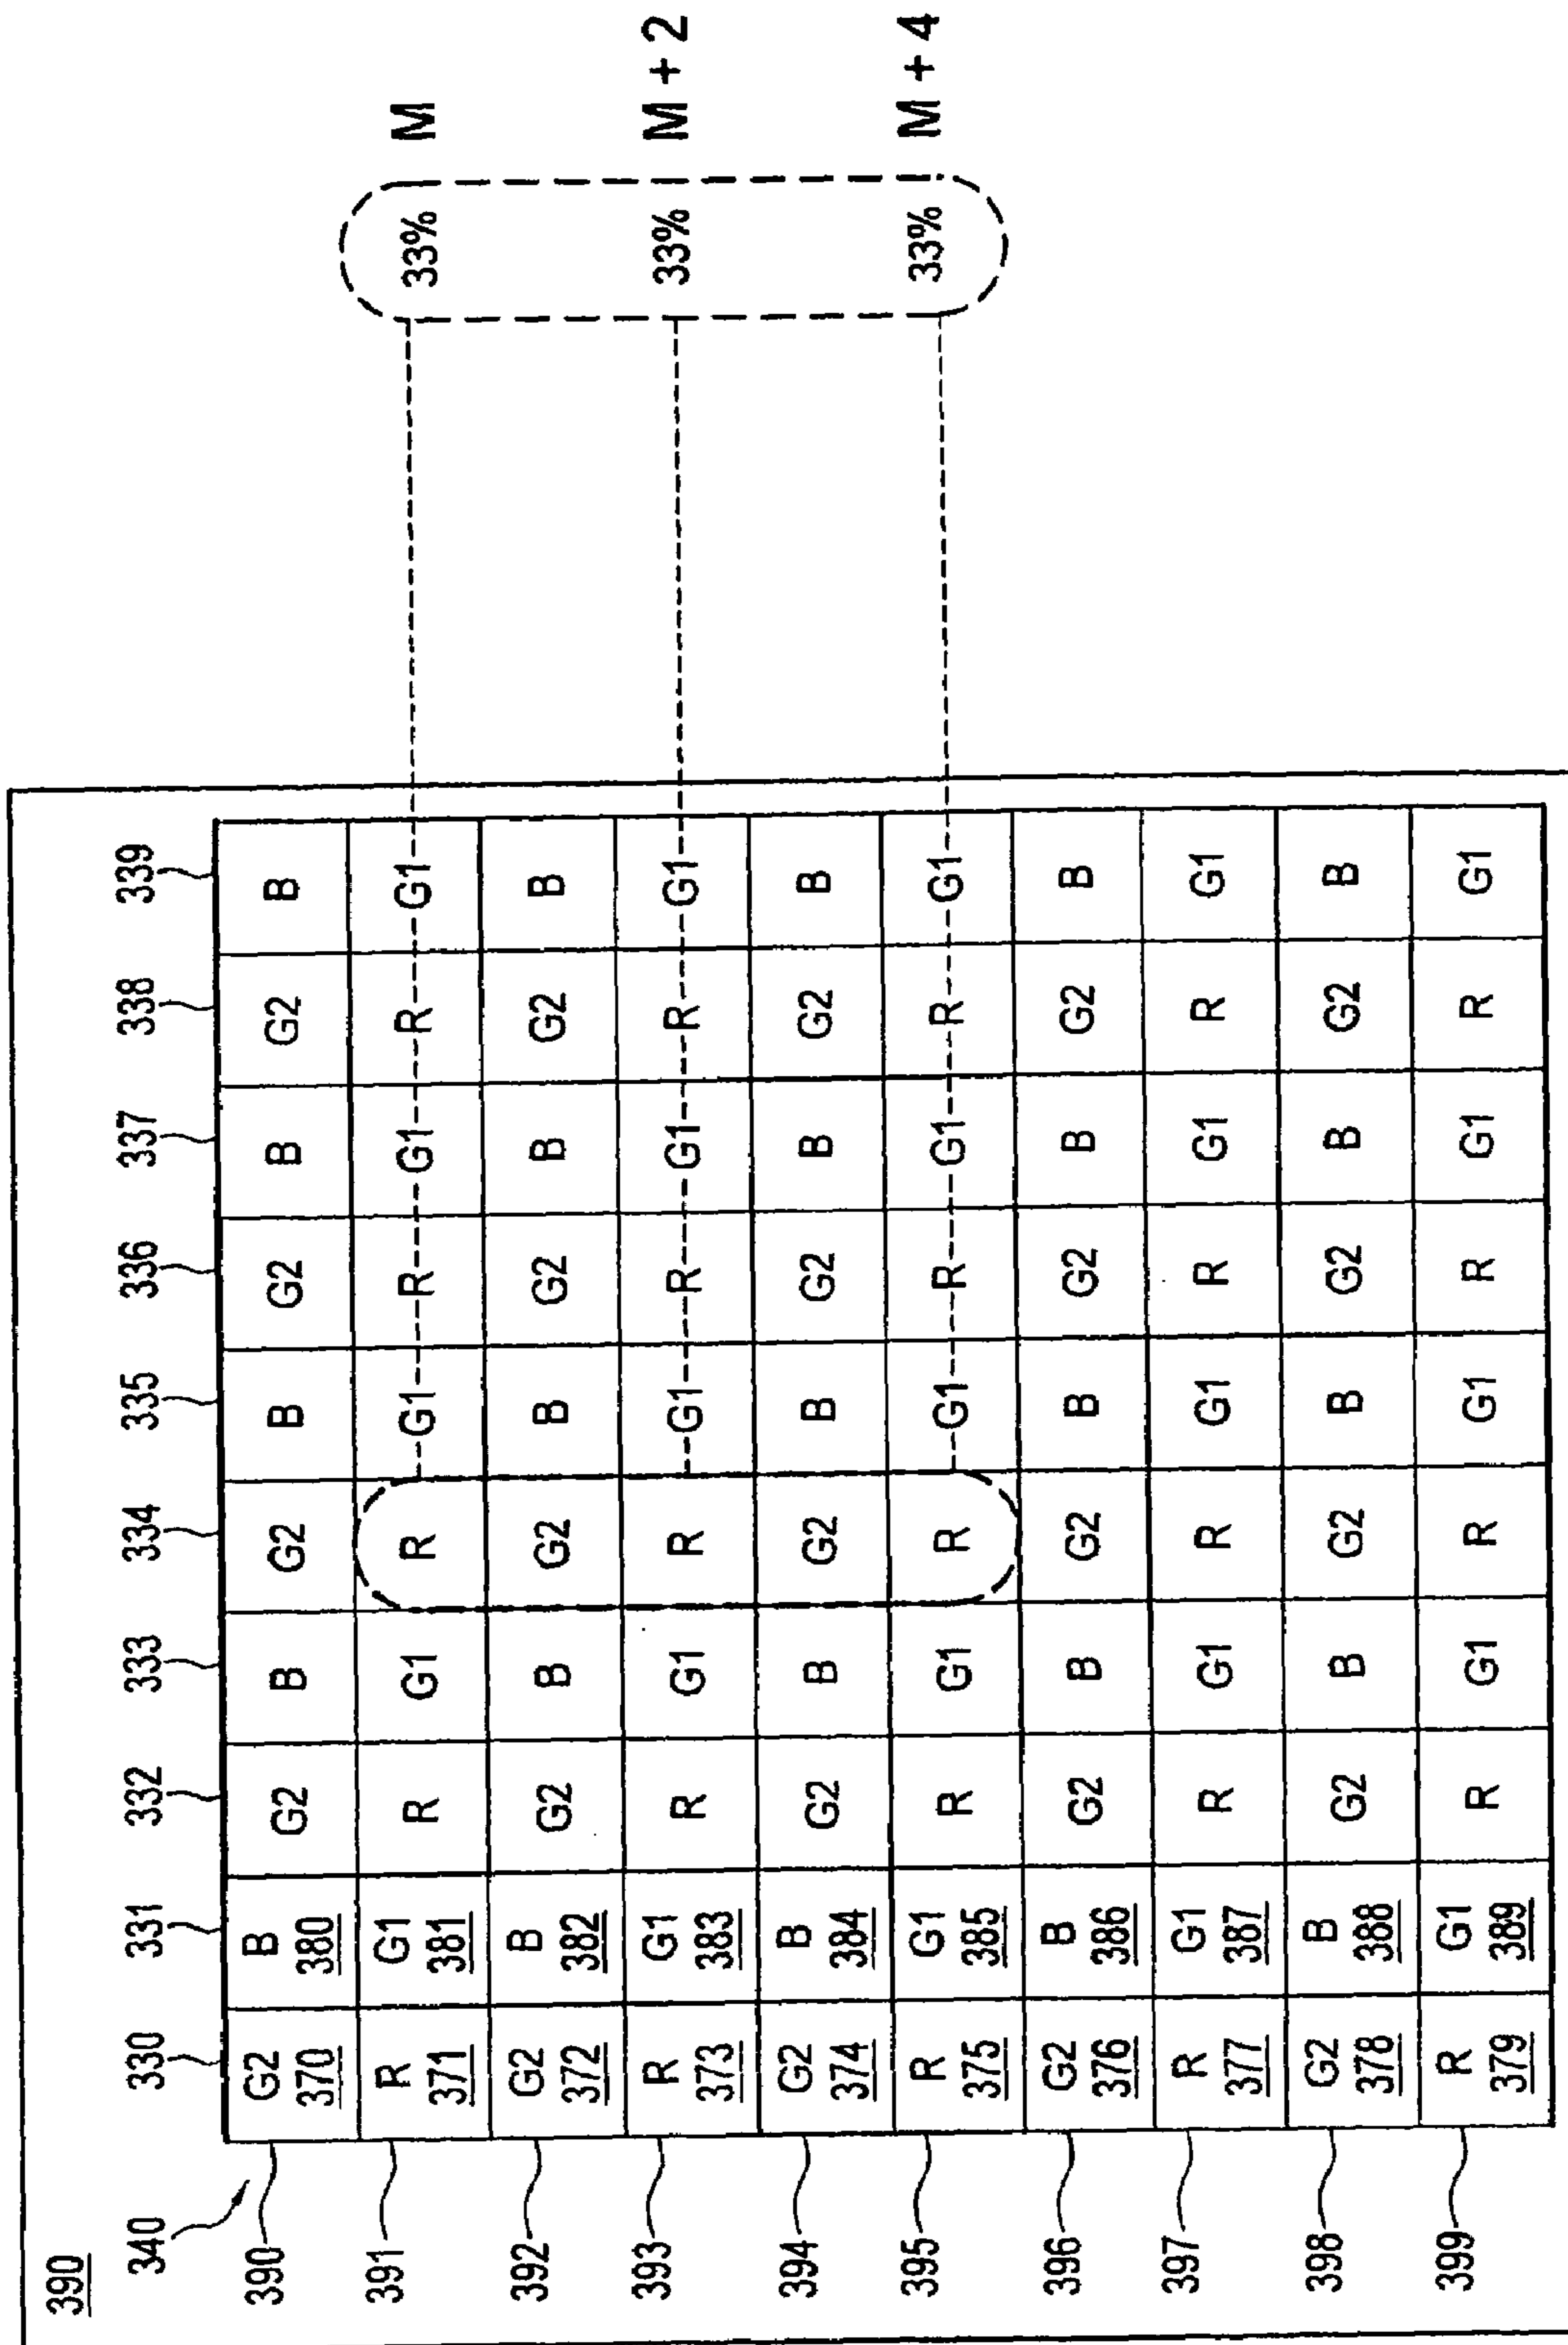 390
340
330 331 332 333 334 335 336 337 338 339
390 G2 370 B 380 G2 B G2 B G2 B G2 B
391 R 371 G1 381 R G1 R G1 R G1 R G1 33% M
392 G2 372 B 382 G2 B G2 B G2 B G2 B
393 R 373 G1 383 R G1 R G1 R G1 R G1 33% M + 2
394 G2 374 B 384 G2 B G2 B G2 B G2 B
395 R 375 G1 385 R G1 R G1 R G1 R G1 33% M + 4
396 G2 376 B 386 G2 B G2 B G2 B G2 B
397 R 377 G1 387 R G1 R G1 R G1 R G1
398 G2 378 B 388 G2 B G2 B G2 B G2 B
399 R 379 G1 389 R G1 R G1 R G1 R G1